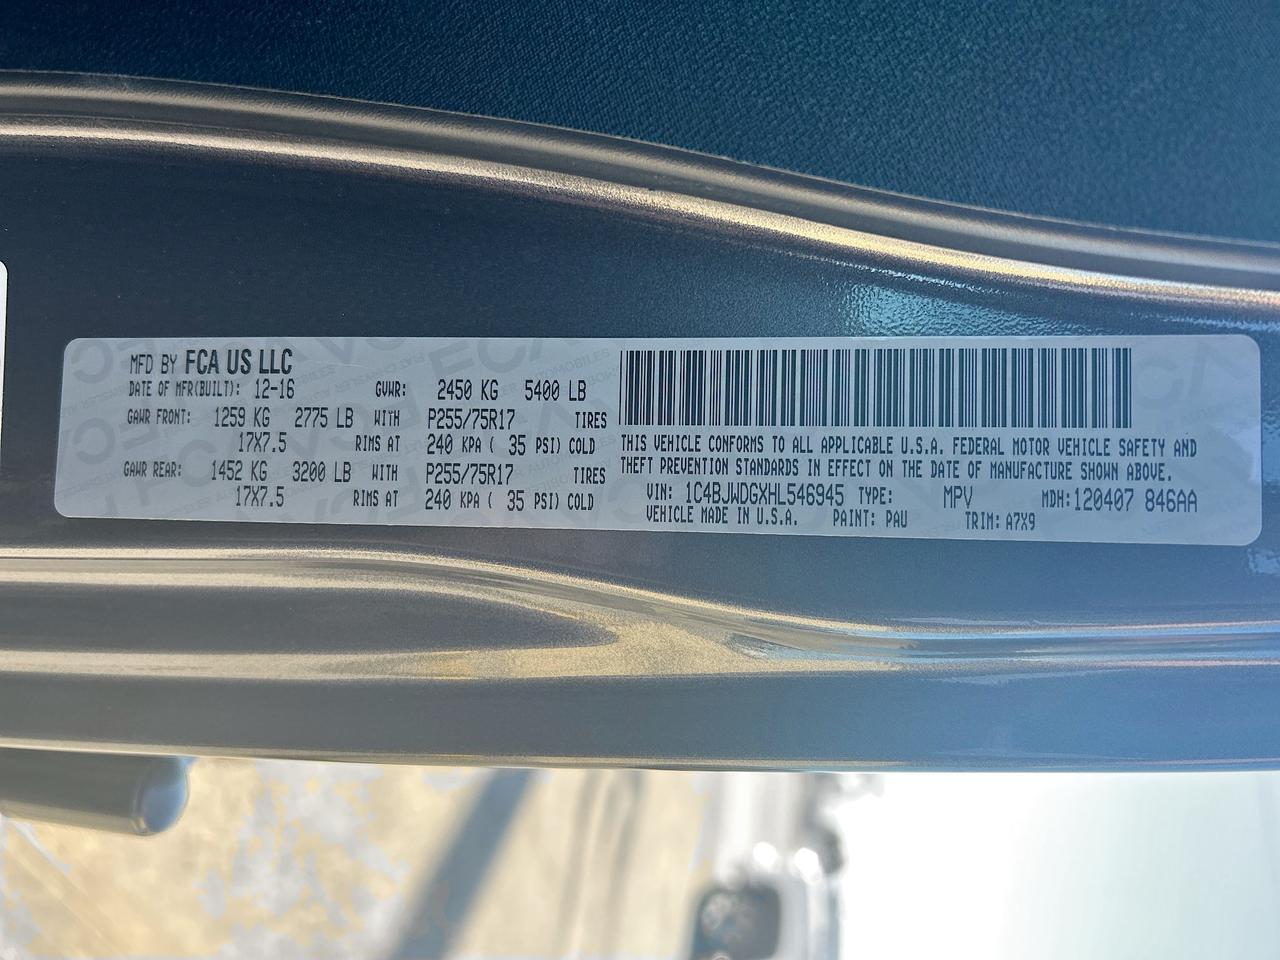 MFD BY FCA US LLC
DATE OF MFR(BUILT): 12-16 GVWR: 2450 KG 5400 LB
GAWR FRONT: 1259 KG 2775 LB WITH P255/75R17 TIRES
17X7.5 RIMS AT 240 KPA ( 35 PSI) COLD
GAWR REAR: 1452 KG 3200 LB WITH P255/75R17 TIRES
17X7.5 RIMS AT 240 KPA ( 35 PSI) COLD
THIS VEHICLE CONFORMS TO ALL APPLICABLE U.S.A. FEDERAL MOTOR VEHICLE SAFETY AND
THEFT PREVENTION STANDARDS IN EFFECT ON THE DATE OF MANUFACTURE SHOWN ABOVE.
VIN: 1C4BJWDGXHL546945 TYPE: MPV MDH: 120407 846AA
VEHICLE MADE IN U.S.A. PAINT: PAU TRIM: A7X9